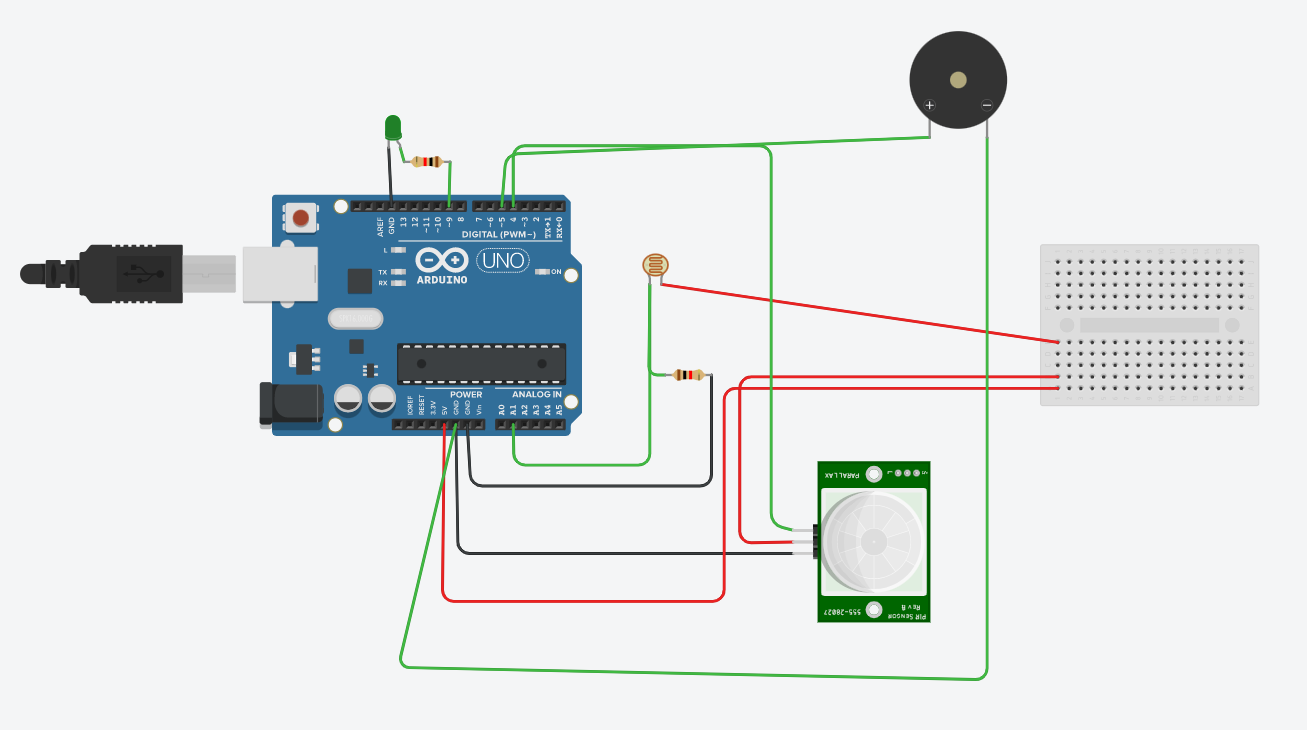 +
−
AREF
GND
13
12
~11
~10
~9
8
7
~6
~5
4
~3
2
TX→1
RX←0
DIGITAL (PWM~)
L
TX
RX
UNO
ON
ARDUINO
POWER
ANALOG IN
IOREF
RESET
3.3V
5V
GND
GND
Vin
A0
A1
A2
A3
A4
A5
PARALLAX
555-28027
REV B
PIR SENSOR